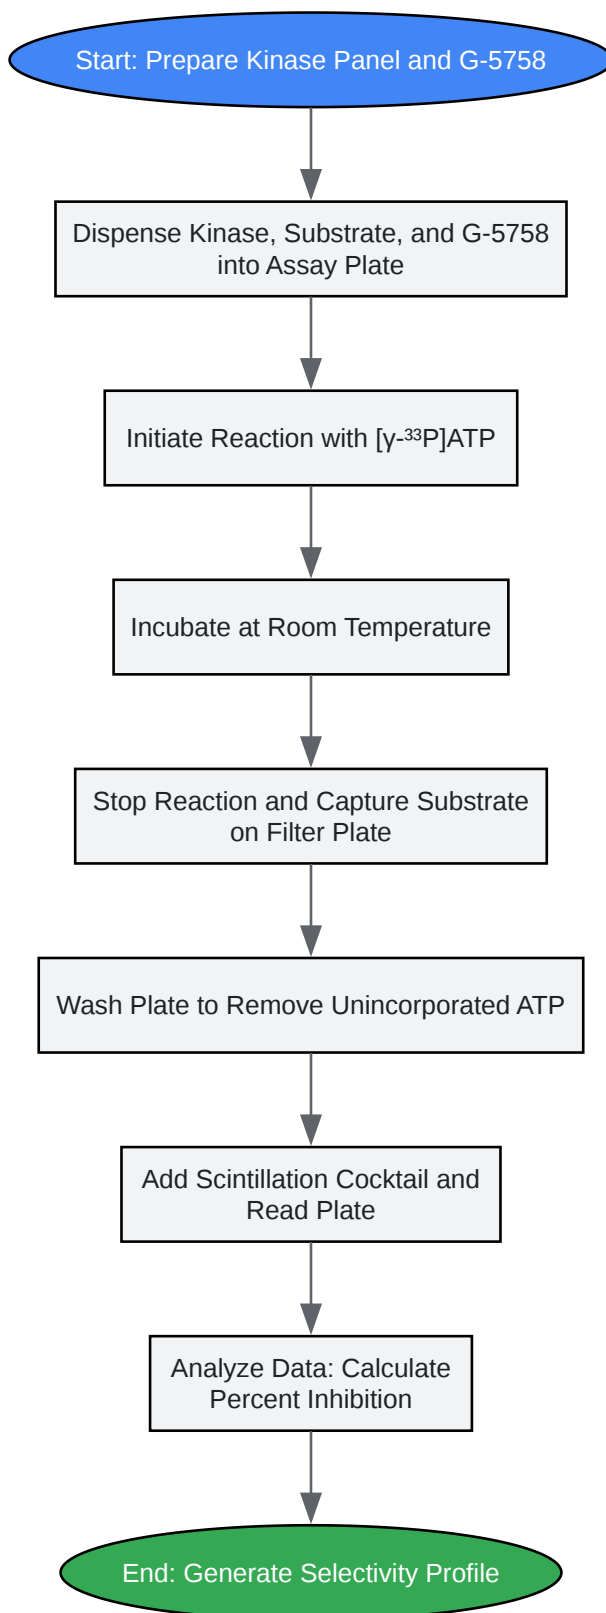 Start: Prepare Kinase Panel and G-5758
Dispense Kinase, Substrate, and G-5758
into Assay Plate
Initiate Reaction with [γ-³³P]ATP
Incubate at Room Temperature
Stop Reaction and Capture Substrate
on Filter Plate
Wash Plate to Remove Unincorporated ATP
Add Scintillation Cocktail and
Read Plate
Analyze Data: Calculate
Percent Inhibition
End: Generate Selectivity Profile